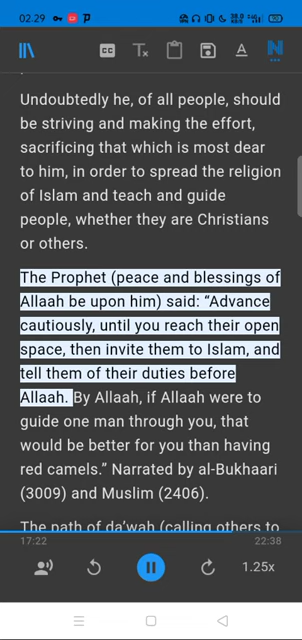 02.29
CC
Undoubtedly he, of all people, should
be striving and making the effort,
sacrificing that which is most dear
to him, in order to spread the religion
of Islam and teach and guide
people, whether they are Christians
or others.
The Prophet (peace and blessings of
Allaah be upon him) said: “Advance
cautiously, until you reach their open
space, then invite them to Islam, and
tell them of their duties before
Allaah. By Allaah, if Allaah were to
guide one man through you, that
would be better for you than having
red camels.” Narrated by al-Bukhaari
(3009) and Muslim (2406).
The path of da’wah (calling others to
17:22 22:38
1.25x